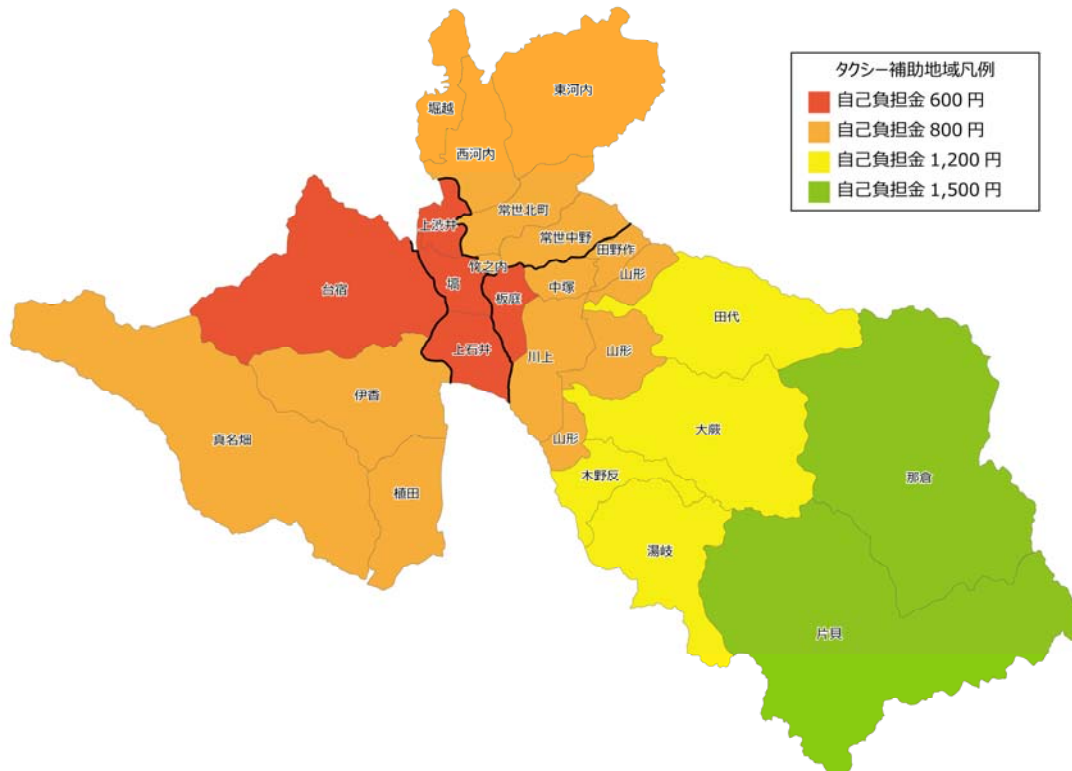 タクシー補助地域凡例
自己負担金 600 円
自己負担金 800 円
自己負担金 1,200 円
自己負担金 1,500 円
東河内
堀越
西河内
常世北町
上渋井
常世中野
田野作
竹之内
山形
台宿
塙
板庭
中塚
田代
上石井
川上
山形
伊香
大蕨
真名畑
山形
木野反
那倉
植田
湯岐
片貝